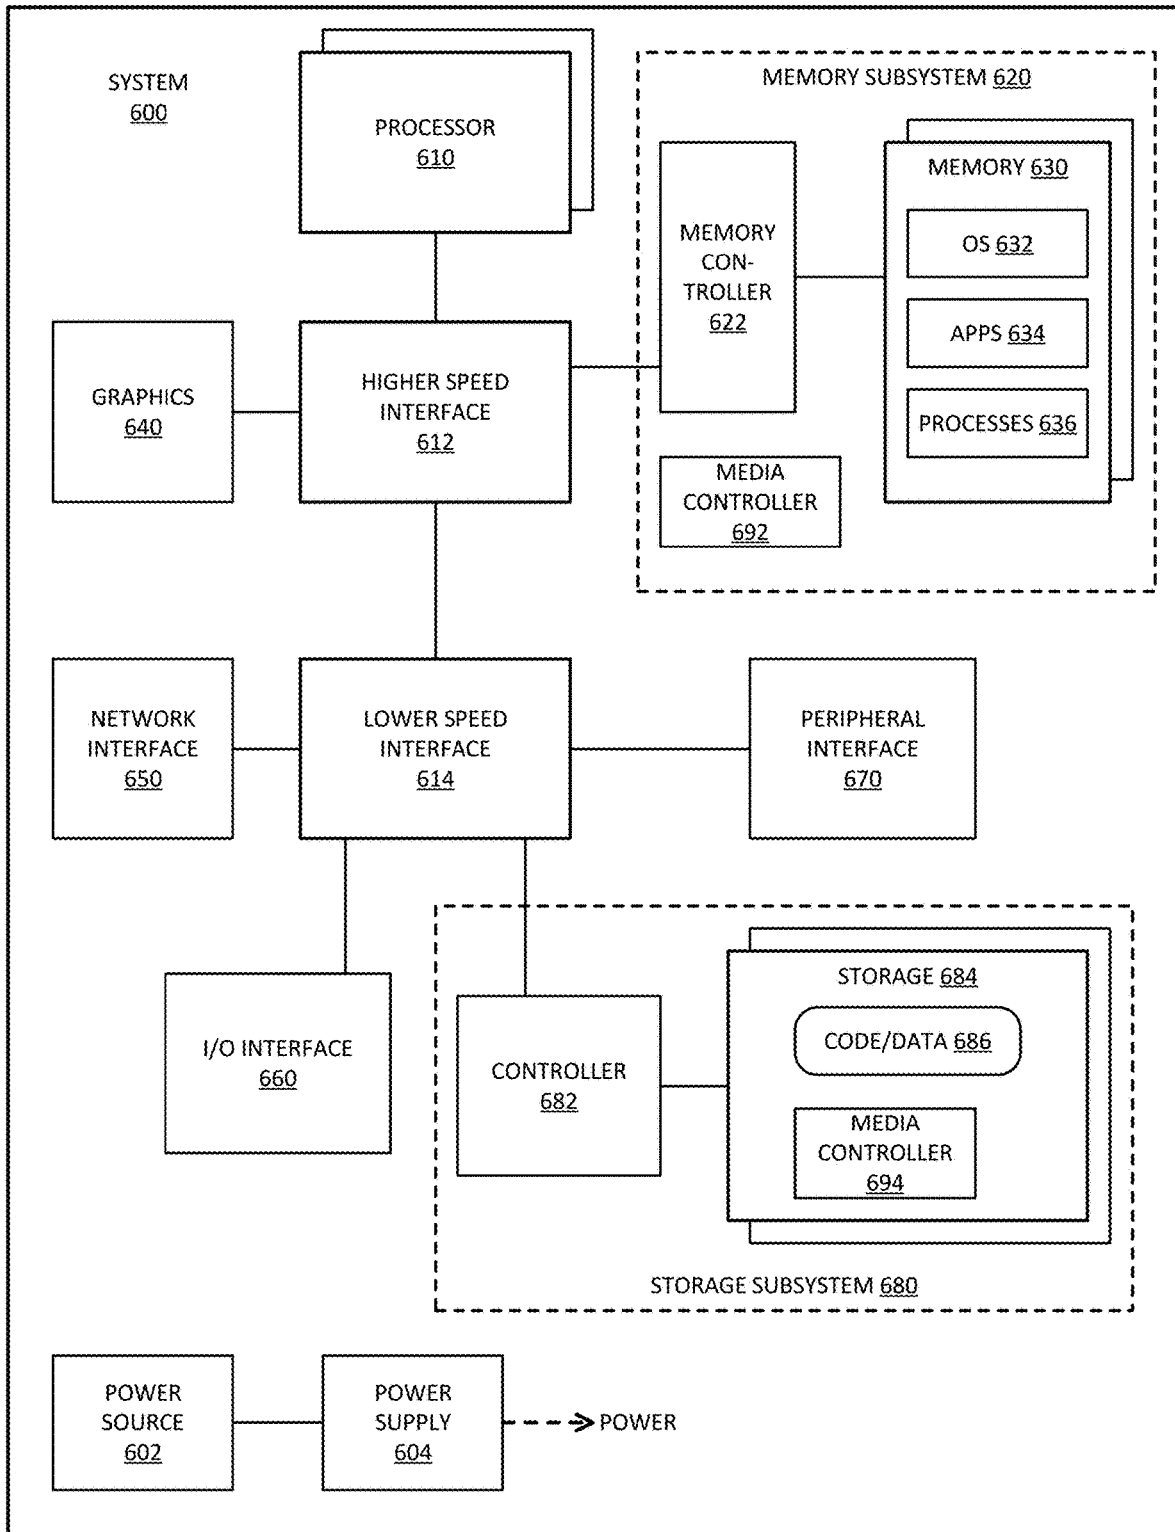 SYSTEM
600
PROCESSOR
610
MEMORY SUBSYSTEM 620
MEMORY
CON-
TROLLER
622
MEMORY 630
OS 632
APPS 634
PROCESSES 636
MEDIA
CONTROLLER
692
GRAPHICS
640
HIGHER SPEED
INTERFACE
612
NETWORK
INTERFACE
650
LOWER SPEED
INTERFACE
614
PERIPHERAL
INTERFACE
670
I/O INTERFACE
660
CONTROLLER
682
STORAGE 684
CODE/DATA 686
MEDIA
CONTROLLER
694
STORAGE SUBSYSTEM 680
POWER
SOURCE
602
POWER
SUPPLY
604
POWER